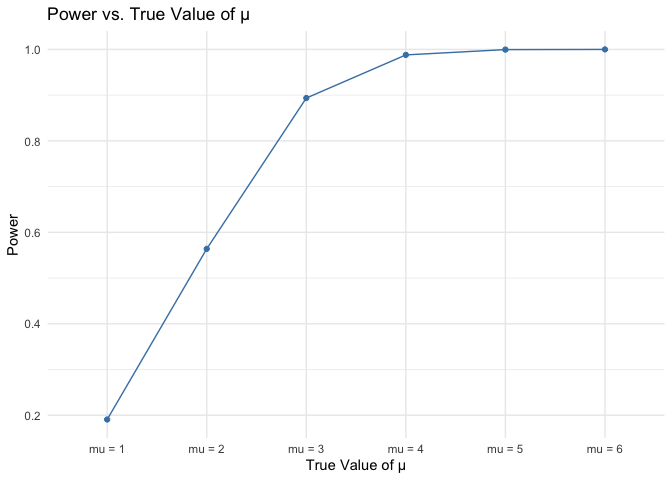 Power vs. True Value of μ
1.0
0.8
0.6
0.4
0.2
Power
mu = 1 mu = 2 mu = 3 mu = 4 mu = 5 mu = 6
True Value of μ